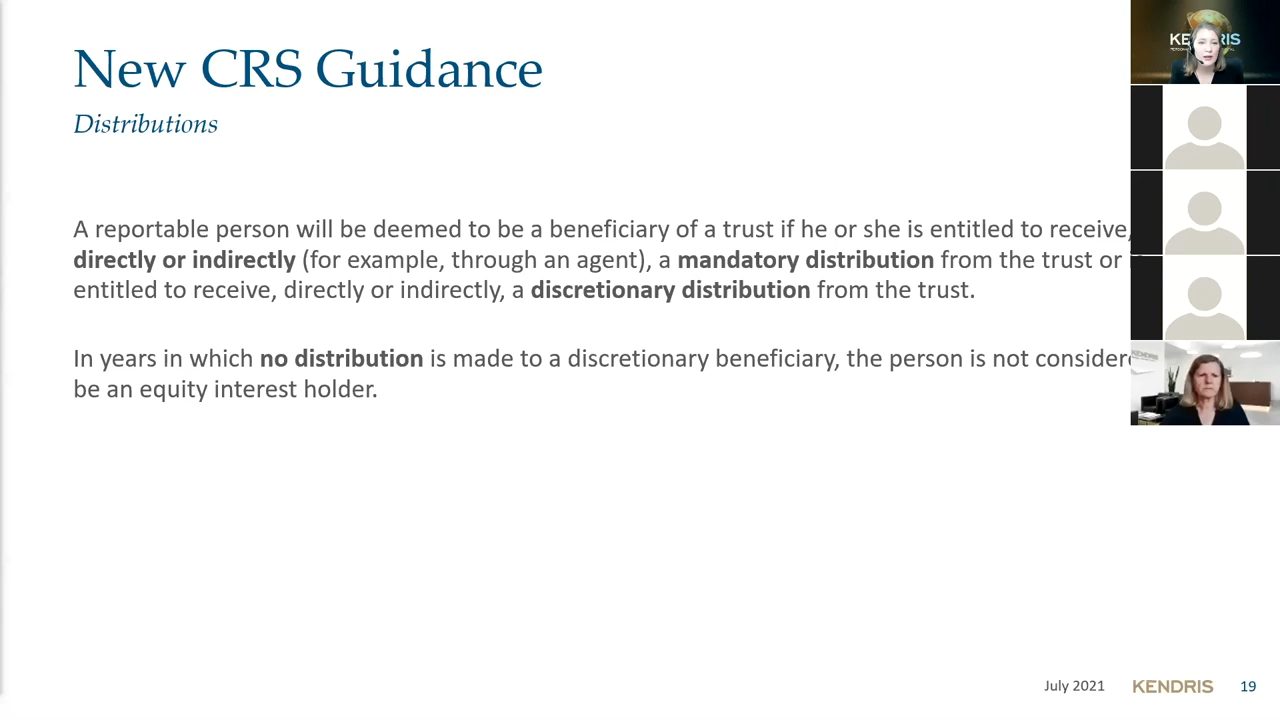 New CRS Guidance
Distributions
A reportable person will be deemed to be a beneficiary of a trust if he or she is entitled to receive,
directly or indirectly (for example, through an agent), a mandatory distribution from the trust or
entitled to receive, directly or indirectly, a discretionary distribution from the trust.
In years in which no distribution is made to a discretionary beneficiary, the person is not
be an equity interest holder.
July 2021 KENDRIS 19